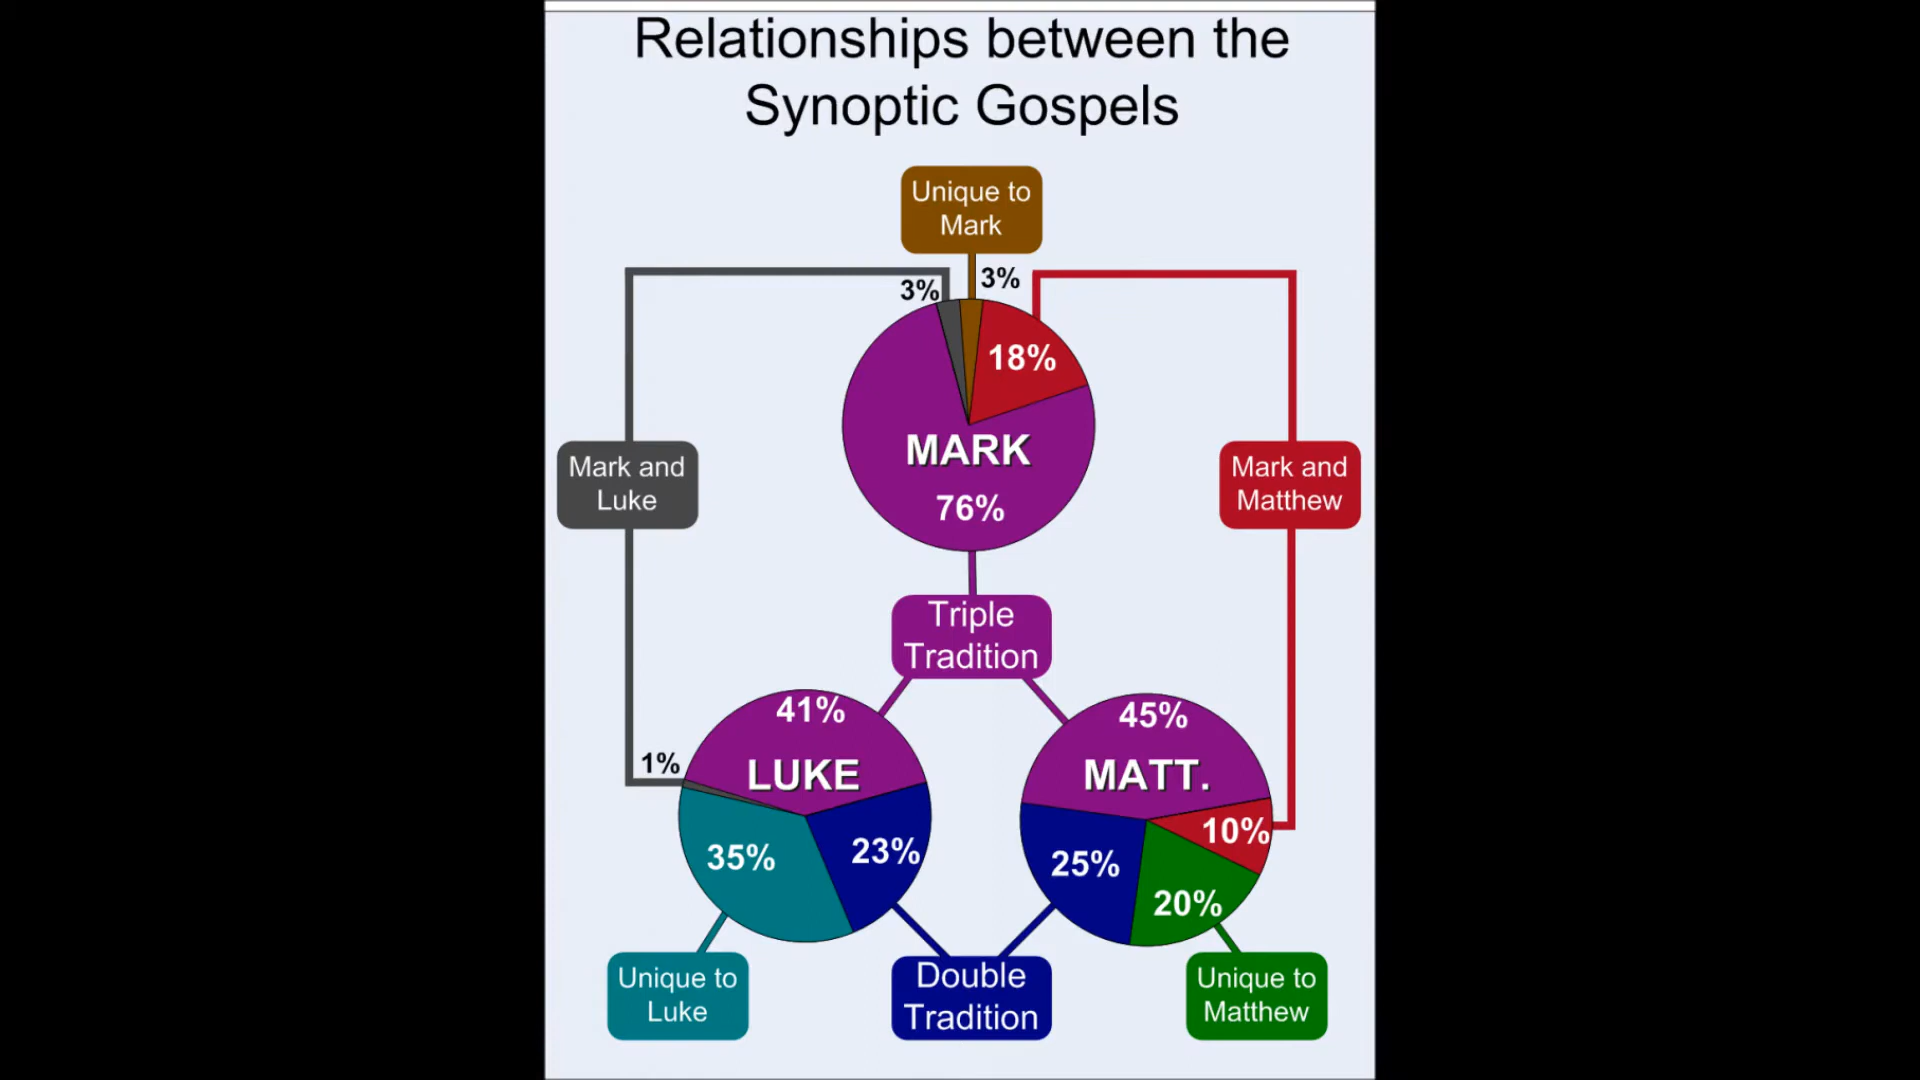 Relationships between the
Synoptic Gospels
Unique to
Mark
3%
3%
18%
MARK
76%
Mark and
Luke
Mark and
Matthew
Triple
Tradition
41%
LUKE
1%
35%
23%
45%
MATT.
10%
25%
20%
Unique to
Luke
Double
Tradition
Unique to
Matthew